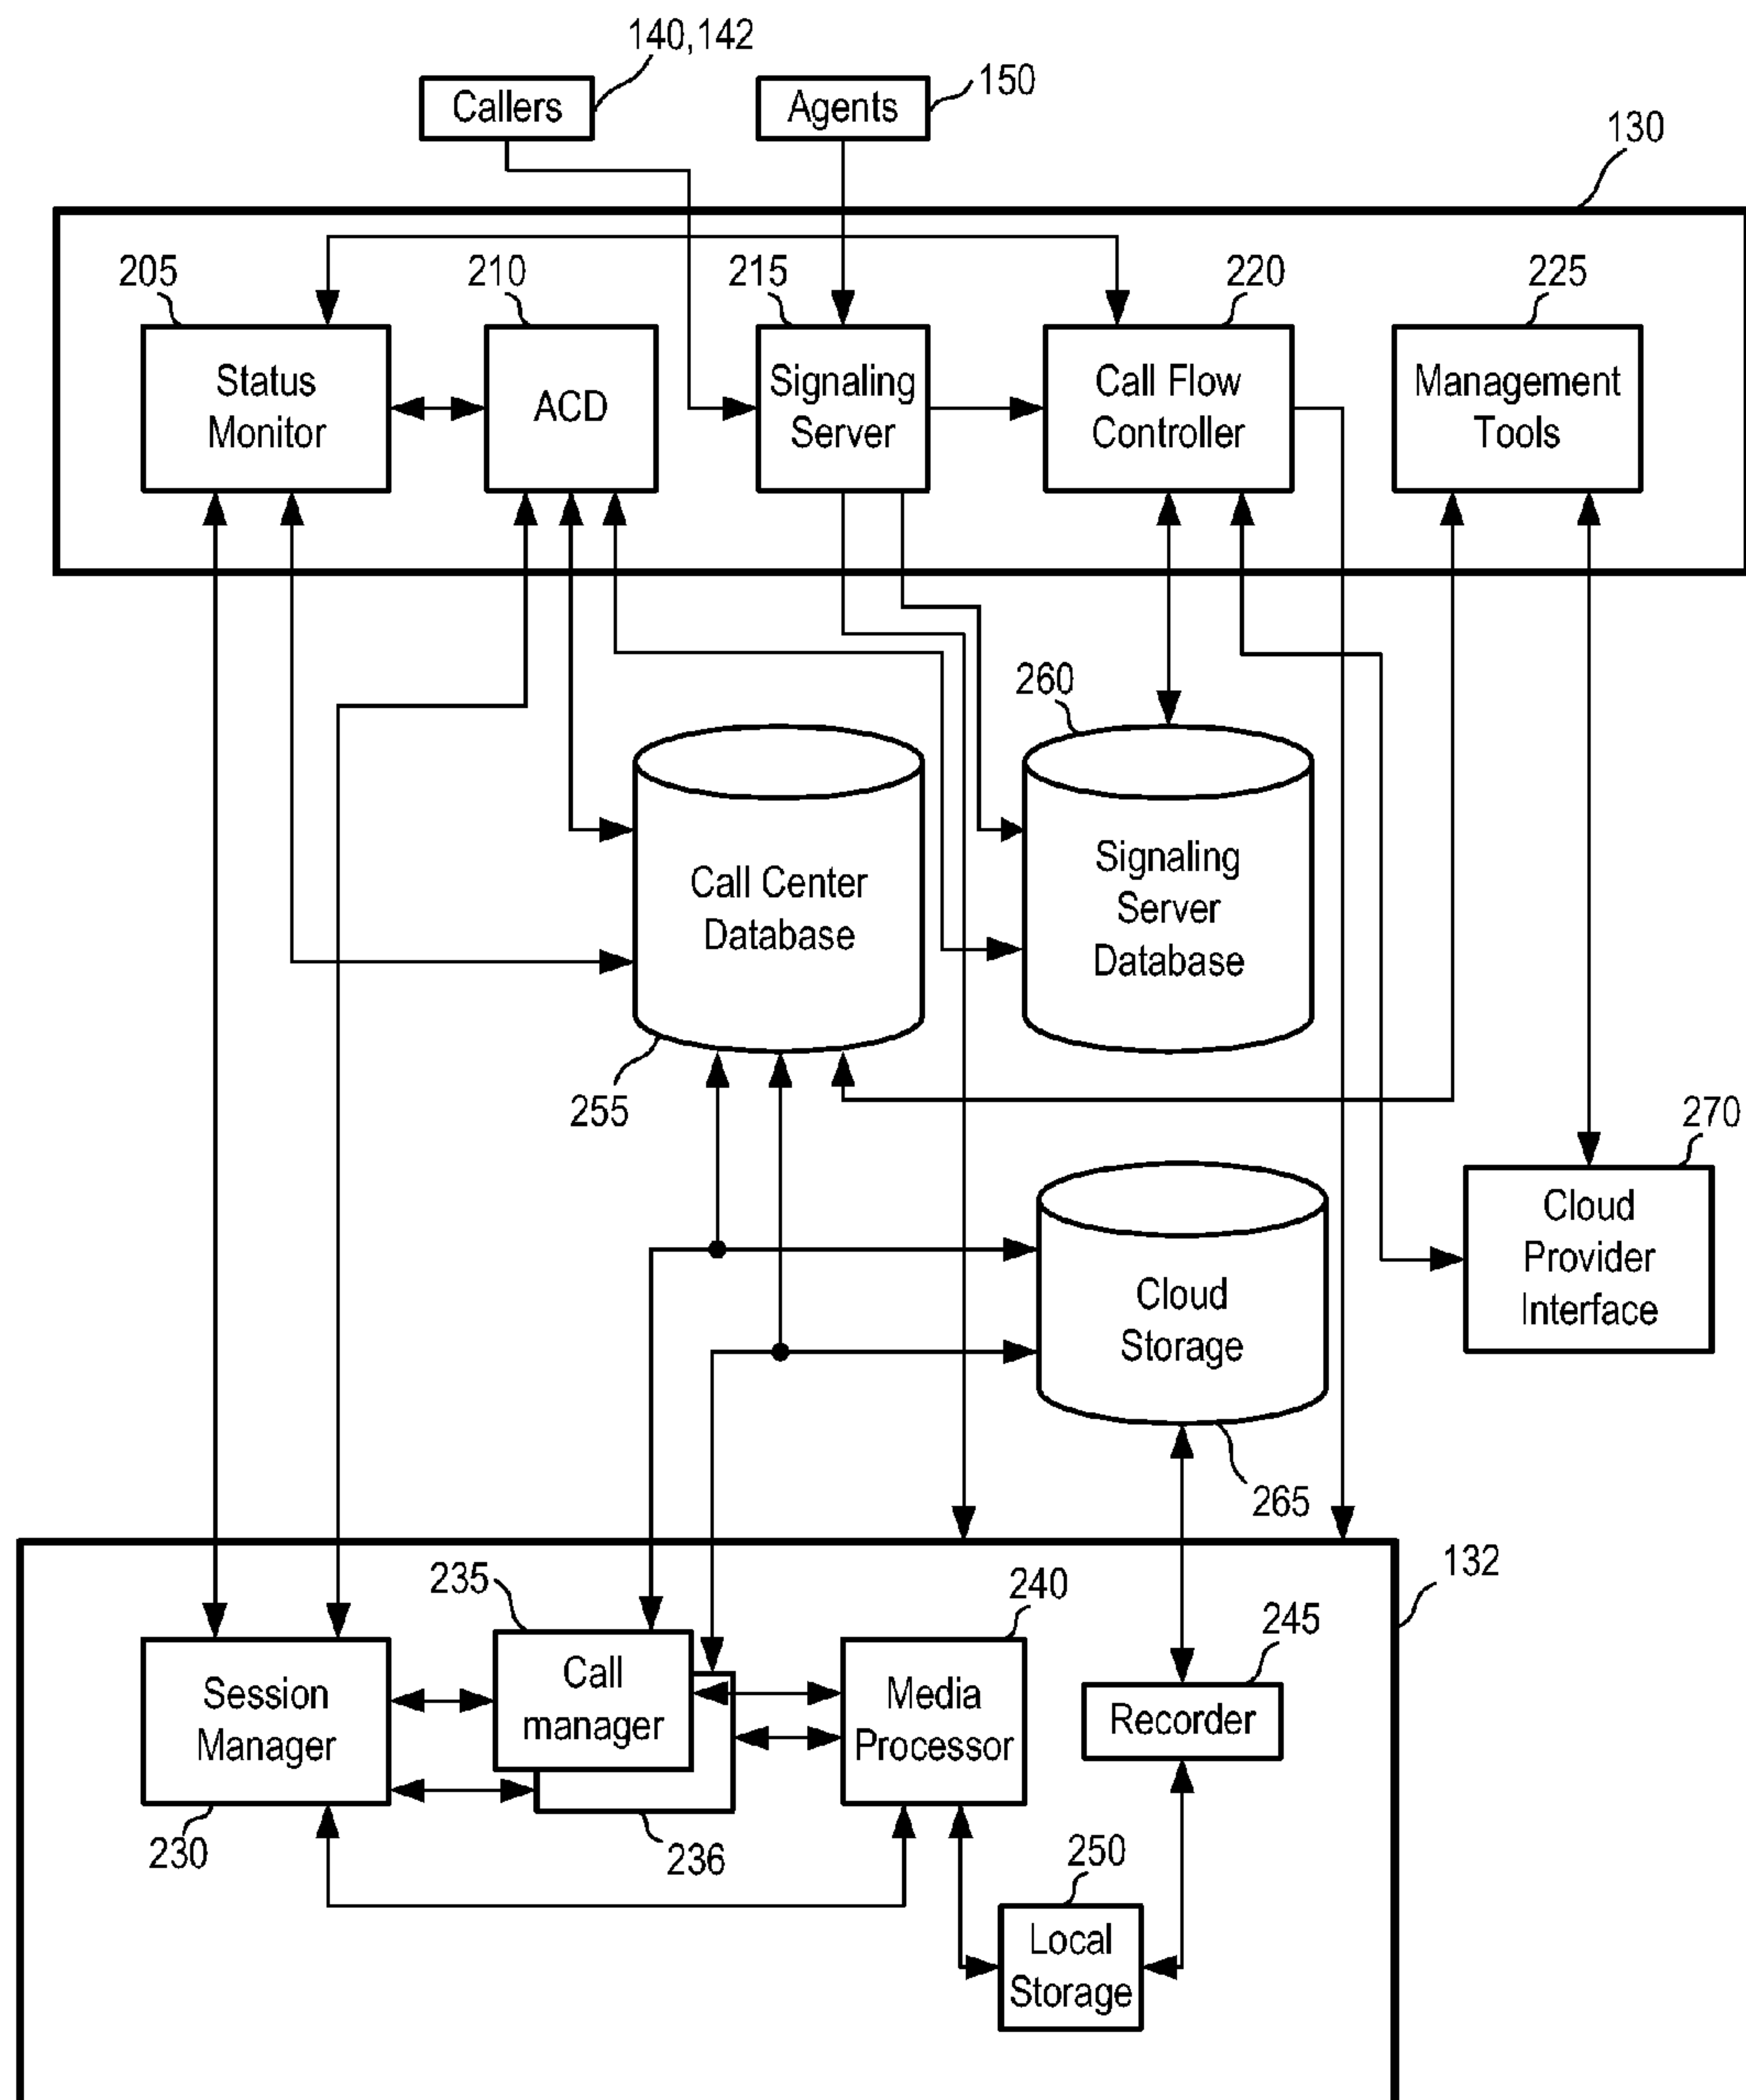 140,142
Callers
Agents
150
130
205
210
215
220
225
Status
Monitor
ACD
Signaling
Server
Call Flow
Controller
Management
Tools
260
Call Center
Database
Signaling
Server
Database
255
270
Cloud
Provider
Interface
Cloud
Storage
265
132
235
240
245
Session
Manager
Call
manager
Media
Processor
Recorder
230
236
250
Local
Storage